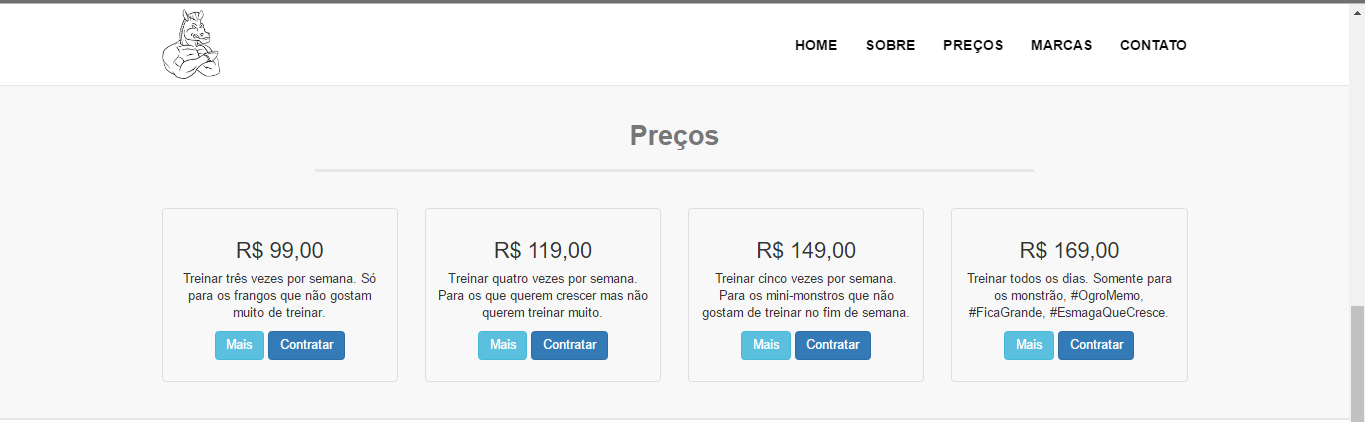 HOME SOBRE PREÇOS MARCAS CONTATO
Preços
R$ 99,00
Treinar três vezes por semana. Só
para os frangos que não gostam
muito de treinar.
Mais Contratar
R$ 119,00
Treinar quatro vezes por semana.
Para os que querem crescer mas não
querem treinar muito.
Mais Contratar
R$ 149,00
Treinar cinco vezes por semana.
Para os mini-monstros que não
gostam de treinar no fim de semana.
Mais Contratar
R$ 169,00
Treinar todos os dias. Somente para
os monstrão, #OgroMemo,
#FicaGrande, #EsmagaQueCresce.
Mais Contratar